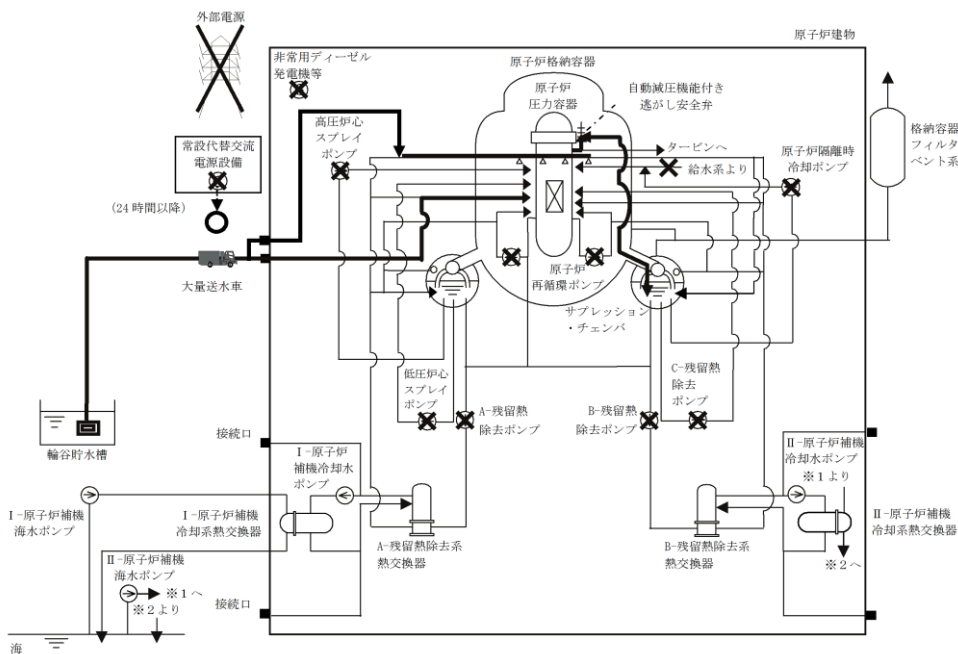 外部電源
原子炉建物
非常用ディーゼル
発電機等
原子炉格納容器
原子炉
圧力容器
自動減圧機能付き
逃がし安全弁
高圧炉心
スプレイ
ポンプ
常設代替交流
電源設備
タービンへ
給水系より
原子炉隔離時
冷却ポンプ
格納容器
フィルタ
ベント系
(24時間以降)
大量送水車
原子炉
再循環ポンプ
サプレッション
・チェンバ
低圧炉心
スプレイ
ポンプ
A-残留熱
除去ポンプ
B-残留熱
除去ポンプ
C-残留熱
除去
ポンプ
輪谷貯水槽
接続口
Ⅰ-原子炉
補機冷却水
ポンプ
Ⅱ-原子炉補機
冷却水ポンプ
※1より
Ⅰ-原子炉補機
海水ポンプ
Ⅰ-原子炉補機
冷却系熱交換器
Ⅱ-原子炉補機
冷却系熱交換器
A-残留熱除去系
熱交換器
B-残留熱除去系
熱交換器
※2へ
Ⅱ-原子炉補機
海水ポンプ
※1へ
※2より
接続口
海